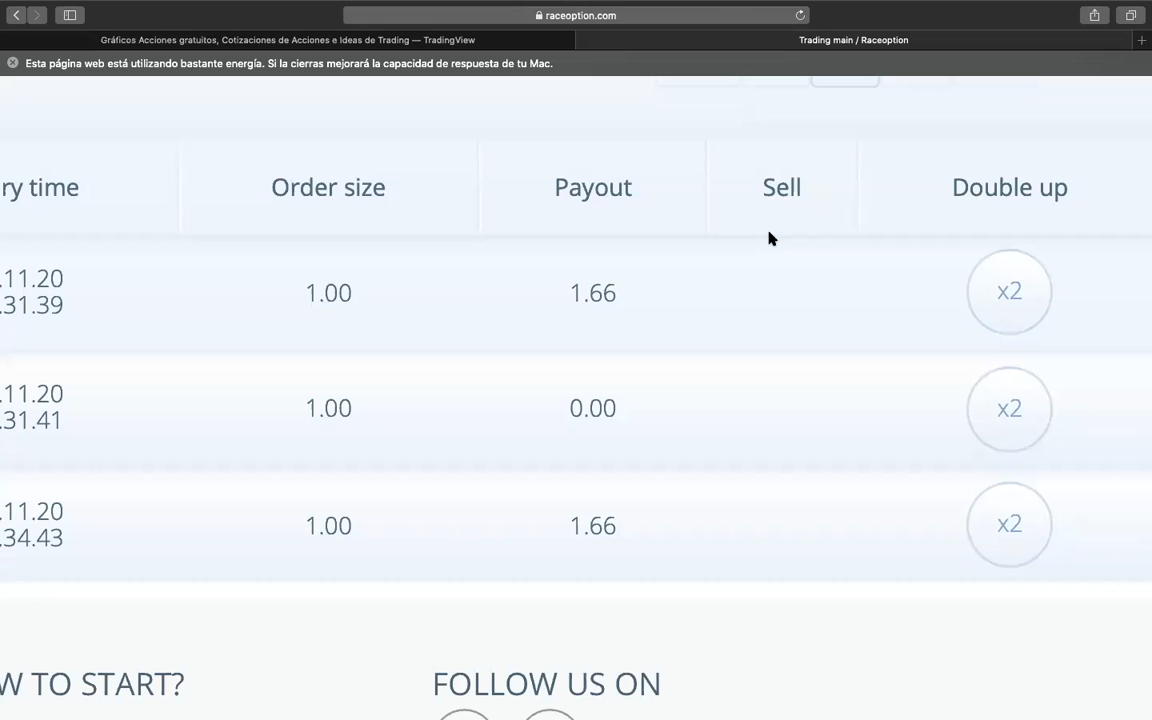 raceoption.com
Gráficos Acciones gratuitos, Cotizaciones de Acciones e Ideas de Trading — TradingView
Trading main / Raceoption
Esta página web está utilizando bastante energía. Si la cierras mejorará la capacidad de respuesta de tu Mac.
ry time Order size Payout Sell Double up
.11.20
.31.39
1.00 1.66 x2
.11.20
.31.41
1.00 0.00 x2
.11.20
.34.43
1.00 1.66 x2
W TO START? FOLLOW US ON